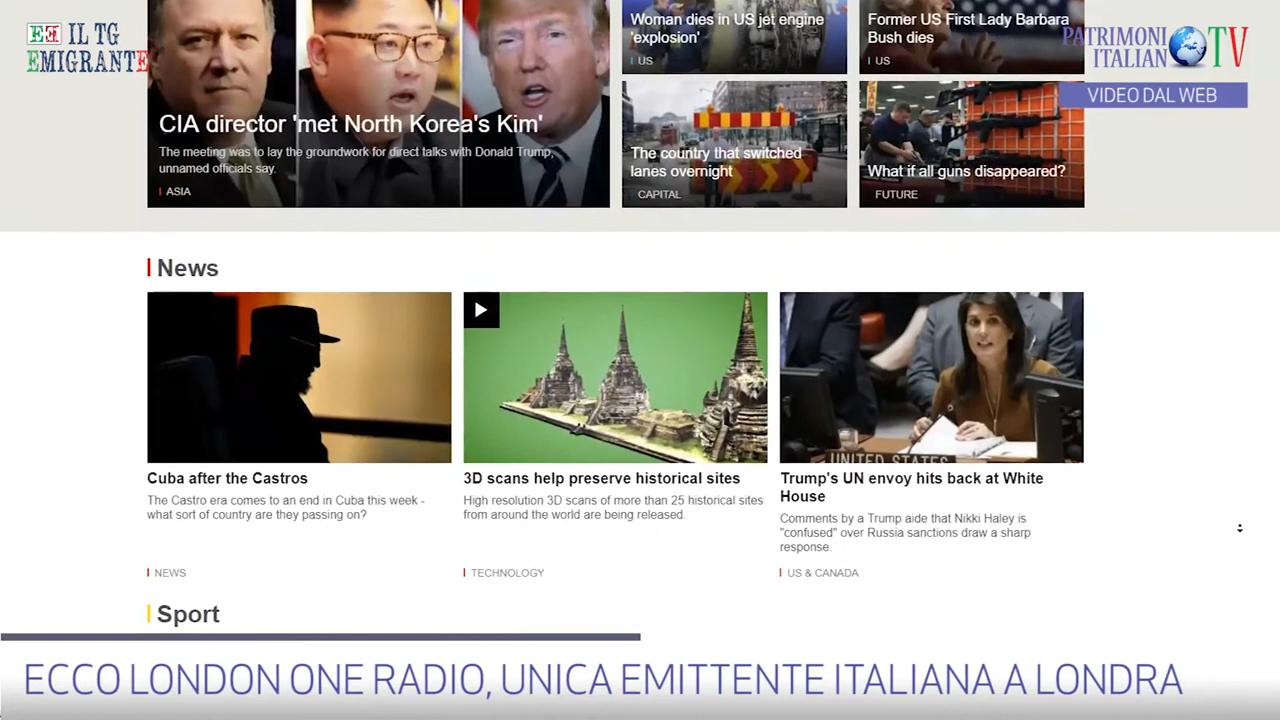 IL TG
EMIGRANTE
PATRIMONI
ITALIANI TV
VIDEO DAL WEB
CIA director 'met North Korea's Kim'
The meeting was to lay the groundwork for direct talks with Donald Trump,
unnamed officials say.
ASIA
Woman dies in US jet engine
'explosion'
US
Former US First Lady Barbara
Bush dies
US
The country that switched
lanes overnight
CAPITAL
What if all guns disappeared?
FUTURE
News
UNITED STATES
Cuba after the Castros
The Castro era comes to an end in Cuba this week -
what sort of country are they passing on?
NEWS
3D scans help preserve historical sites
High resolution 3D scans of more than 25 historical sites
from around the world are being released.
TECHNOLOGY
Trump's UN envoy hits back at White
House
Comments by a Trump aide that Nikki Haley is
"confused" over Russia sanctions draw a sharp
response.
US & CANADA
Sport
ECCO LONDON ONE RADIO, UNICA EMITTENTE ITALIANA A LONDRA